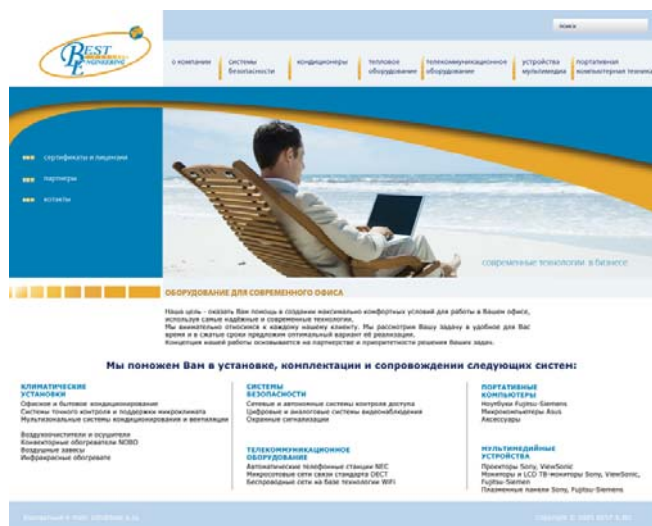 BEST
ENGINEERING
поиск
о компании
системы
безопасности
кондиционеры
тепловое
оборудование
телекоммуникационное
оборудование
устройства
мультимедиа
портативная
компьютерная техника
сертификаты и лицензии
партнеры
современные технологии в бизнесе
ОБОРУДОВАНИЕ ДЛЯ СОВРЕМЕННОГО ОФИСА
Наша цель - оказать Вам помощь в создании максимально комфортных условий для работы в Вашем офисе,
используя самые надёжные и современные технологии.
Мы внимательно относимся к каждому нашему клиенту. Мы рассмотрим Вашу задачу в удобное для Вас
время и в сжатые сроки предложим оптимальный вариант её реализации.
Концепция нашей работы основывается на партнерстве и приоритетности решения Ваших задач.
Мы поможем Вам в установке, комплектации и сопровождении следующих систем:
КЛИМАТИЧЕСКИЕ
УСТАНОВКИ
Офисное и бытовое кондиционирование
Системы точного контроля и поддержки микроклимата
Мультизональные системы кондиционирования и вентиляции
Воздухоочистители и осушители
Конвекторные обогреватели NOBO
Воздушные завесы
Инфракрасные обогревате
СИСТЕМЫ
БЕЗОПАСНОСТИ
Сетевые и автономные системы контроля доступа
Цифровые и аналоговые системы видеонаблюдения
Охранные сигнализации
ТЕЛЕКОММУНИКАЦИОННОЕ
ОБОРУДОВАНИЕ
Автоматические телефонные станции NEC
Микросотовые сети связи стандарта DECT
Беспроводные сети на базе технологии WiFi
ПОРТАТИВНЫЕ
КОМПЬЮТЕРЫ
Ноутбуки Fujitsu-Siemens
Микрокомпьютеры Asus
Аксессуары
МУЛЬТИМЕДИЙНЫЕ
УСТРОЙСТВА
Проекторы Sony, ViewSonic
Мониторы и LCD ТВ-мониторы Sony, ViewSonic,
Fujitsu-Siemen
Плазменные панели Sony, Fujitsu-Siemens